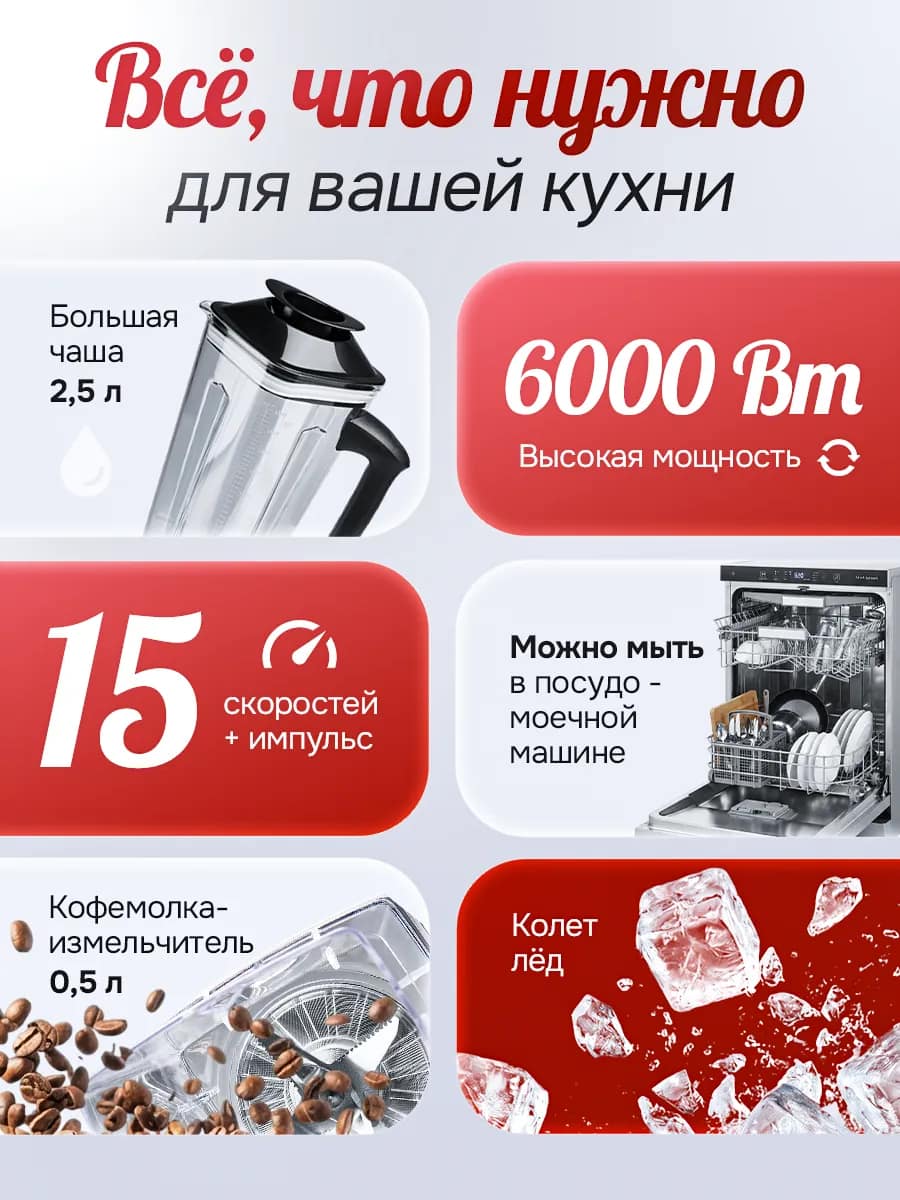 Всё, что нужно
для вашей кухни
Большая
чаша
2,5 л
6000 Вт
Высокая мощность
15
скоростей
+ импульс
Можно мыть
в посудо -
моечной
машине
Кофемолка-
измельчитель
0,5 л
Колет
лёд